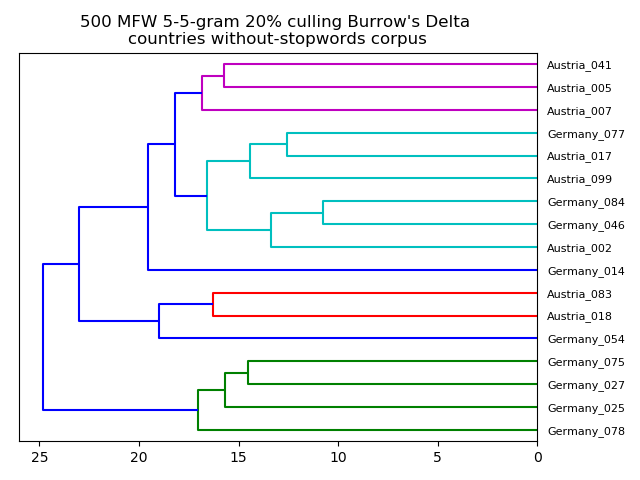 500 MFW 5-5-gram 20% culling Burrow's Delta
countries without-stopwords corpus
Austria_041
Austria_005
Austria_007
Germany_077
Austria_017
Austria_099
Germany_084
Germany_046
Austria_002
Germany_014
Austria_083
Austria_018
Germany_054
Germany_075
Germany_027
Germany_025
Germany_078
25 20 15 10 5 0